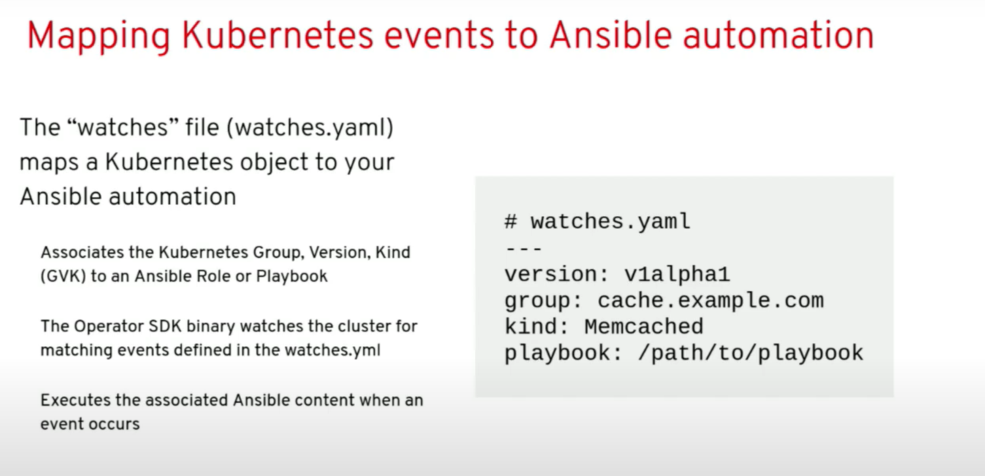 Mapping Kubernetes events to Ansible automation
The “watches” file (watches.yaml)
maps a Kubernetes object to your
Ansible automation
Associates the Kubernetes Group, Version, Kind
(GVK) to an Ansible Role or Playbook
The Operator SDK binary watches the cluster for
matching events defined in the watches.yml
Executes the associated Ansible content when an
event occurs
# watches.yaml
---
version: v1alpha1
group: cache.example.com
kind: Memcached
playbook: /path/to/playbook